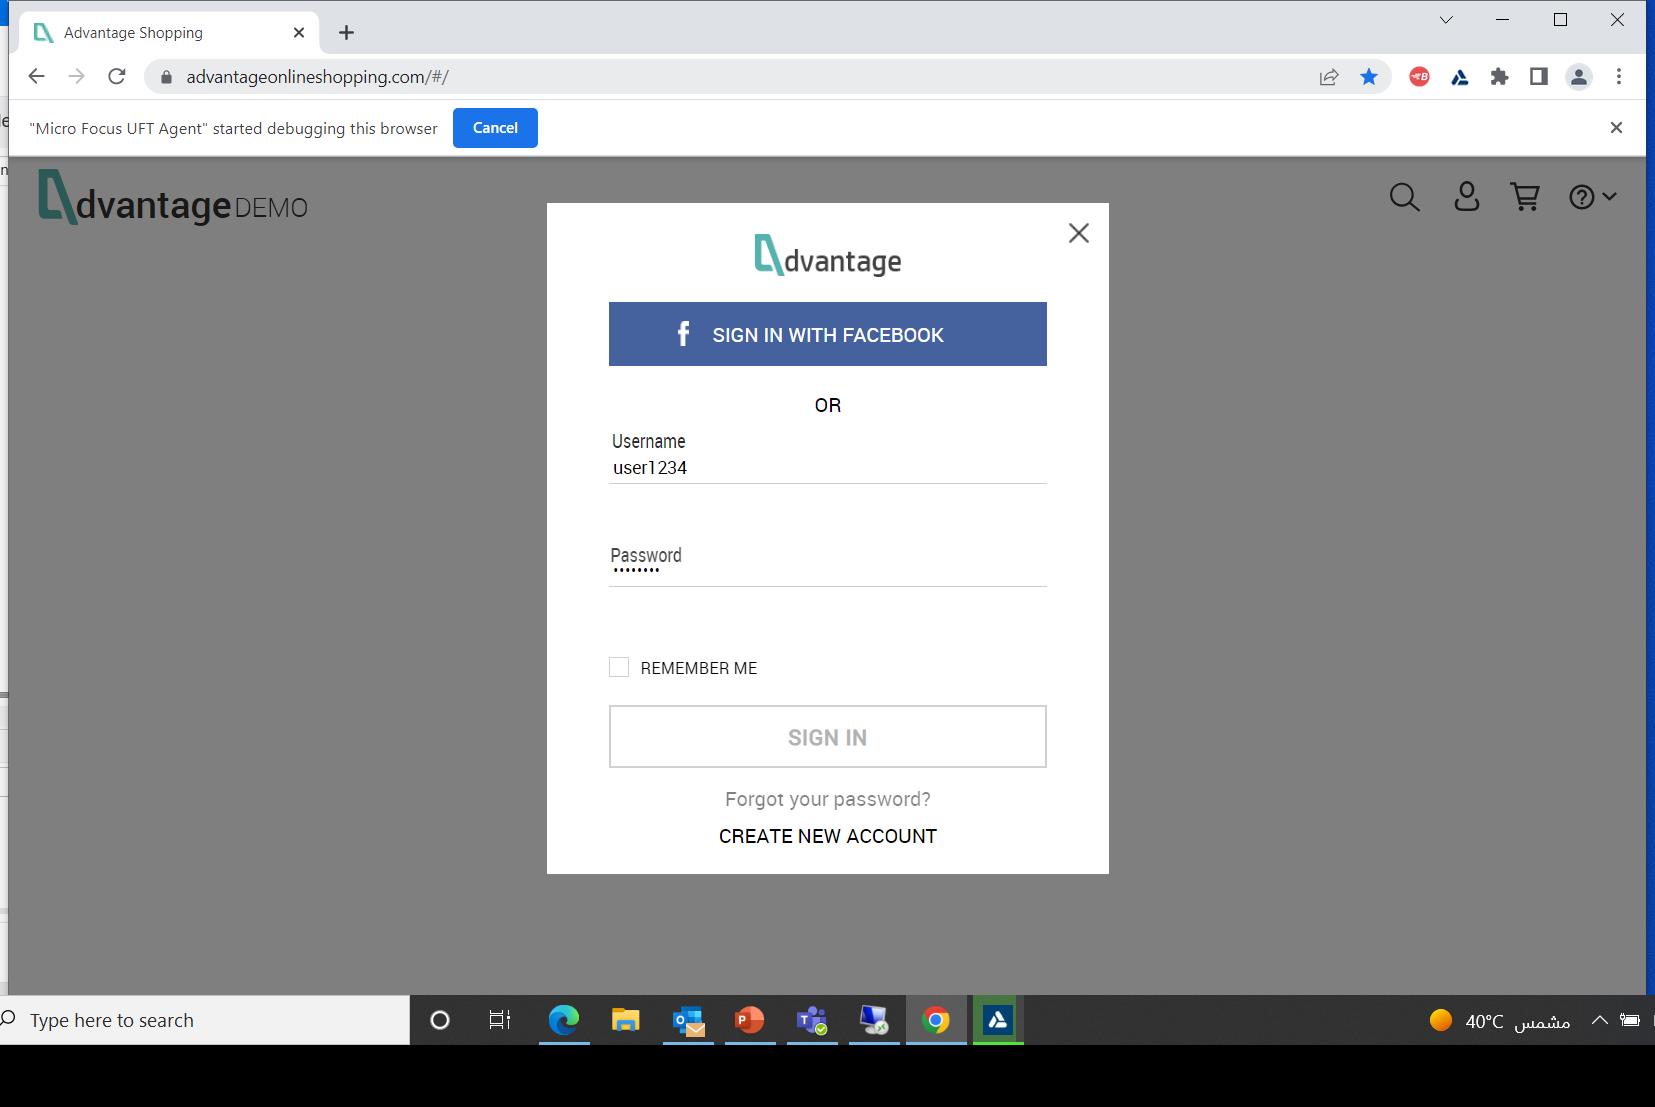 Advantage Shopping
advantageonlineshopping.com/#/
"Micro Focus UFT Agent" started debugging this browser
Cancel
dvantage DEMO
dvantage
f SIGN IN WITH FACEBOOK
OR
Username
user1234
Password
••••••••
REMEMBER ME
SIGN IN
Forgot your password?
CREATE NEW ACCOUNT
Type here to search
40°C مشمس